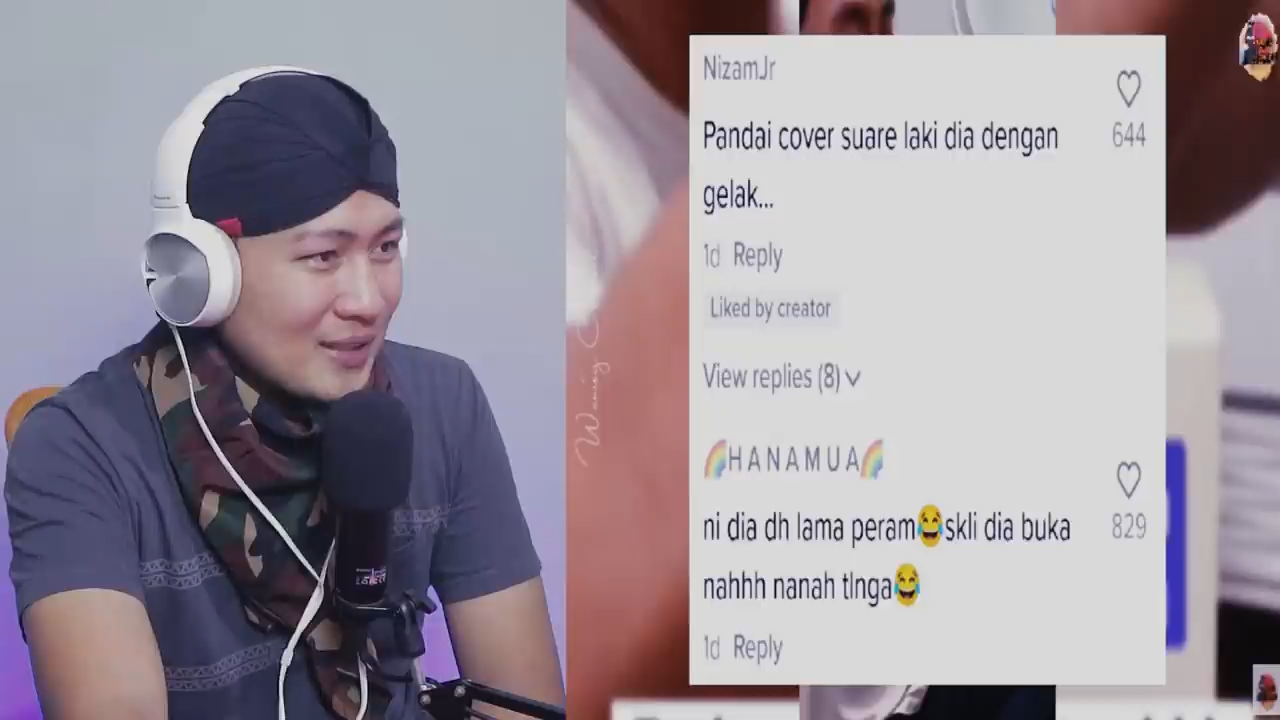 NizamJr
Pandai cover suare laki dia dengan
gelak...
644
1d Reply
Liked by creator
View replies (8)
🌈H A N A M U A🌈
ni dia dh lama peram😂skli dia buka
nahhh nanah tlnga😂
829
1d Reply